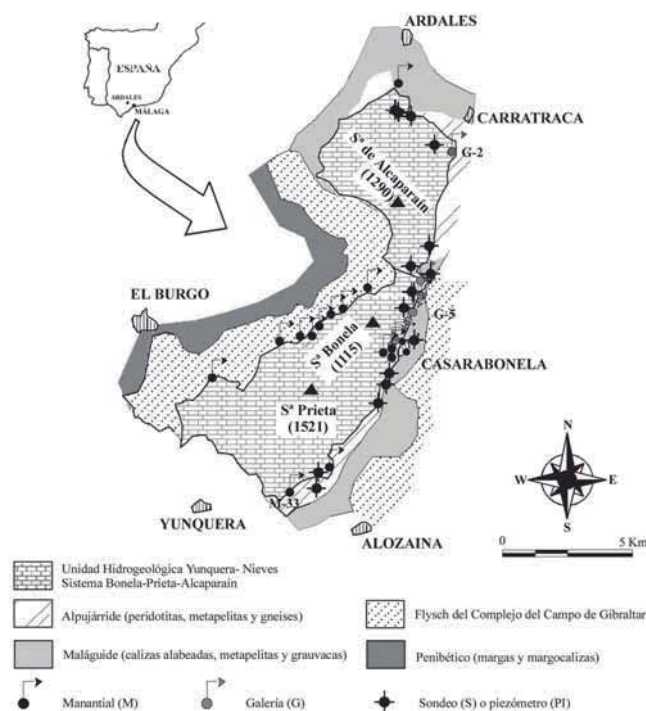 ARDALES
ESPAÑA
ARDALES
MÁLAGA
CARRATRACA
G-2
Sª de Alcaparaín
(1290)
EL BURGO
G-5
Sª Bonela
(1115)
CASARABONELA
Sª Prieta
(1521)
N
W
E
S
M-33
YUNQUERA
ALOZAINA
0
5 Km
Unidad Hidrogeológica Yunquera- Nieves
Sistema Bonela-Prieta-Alcaparaín
Alpujárride (peridotitas, metapelitas y gneises)
Flysch del Complejo del Campo de Gibraltar
Maláguide (calizas alabeadas, metapelitas y grauvacas)
Penibético (margas y margocalizas)
Manantial (M)
Galería (G)
Sondeo (S) o piezómetro (PI)